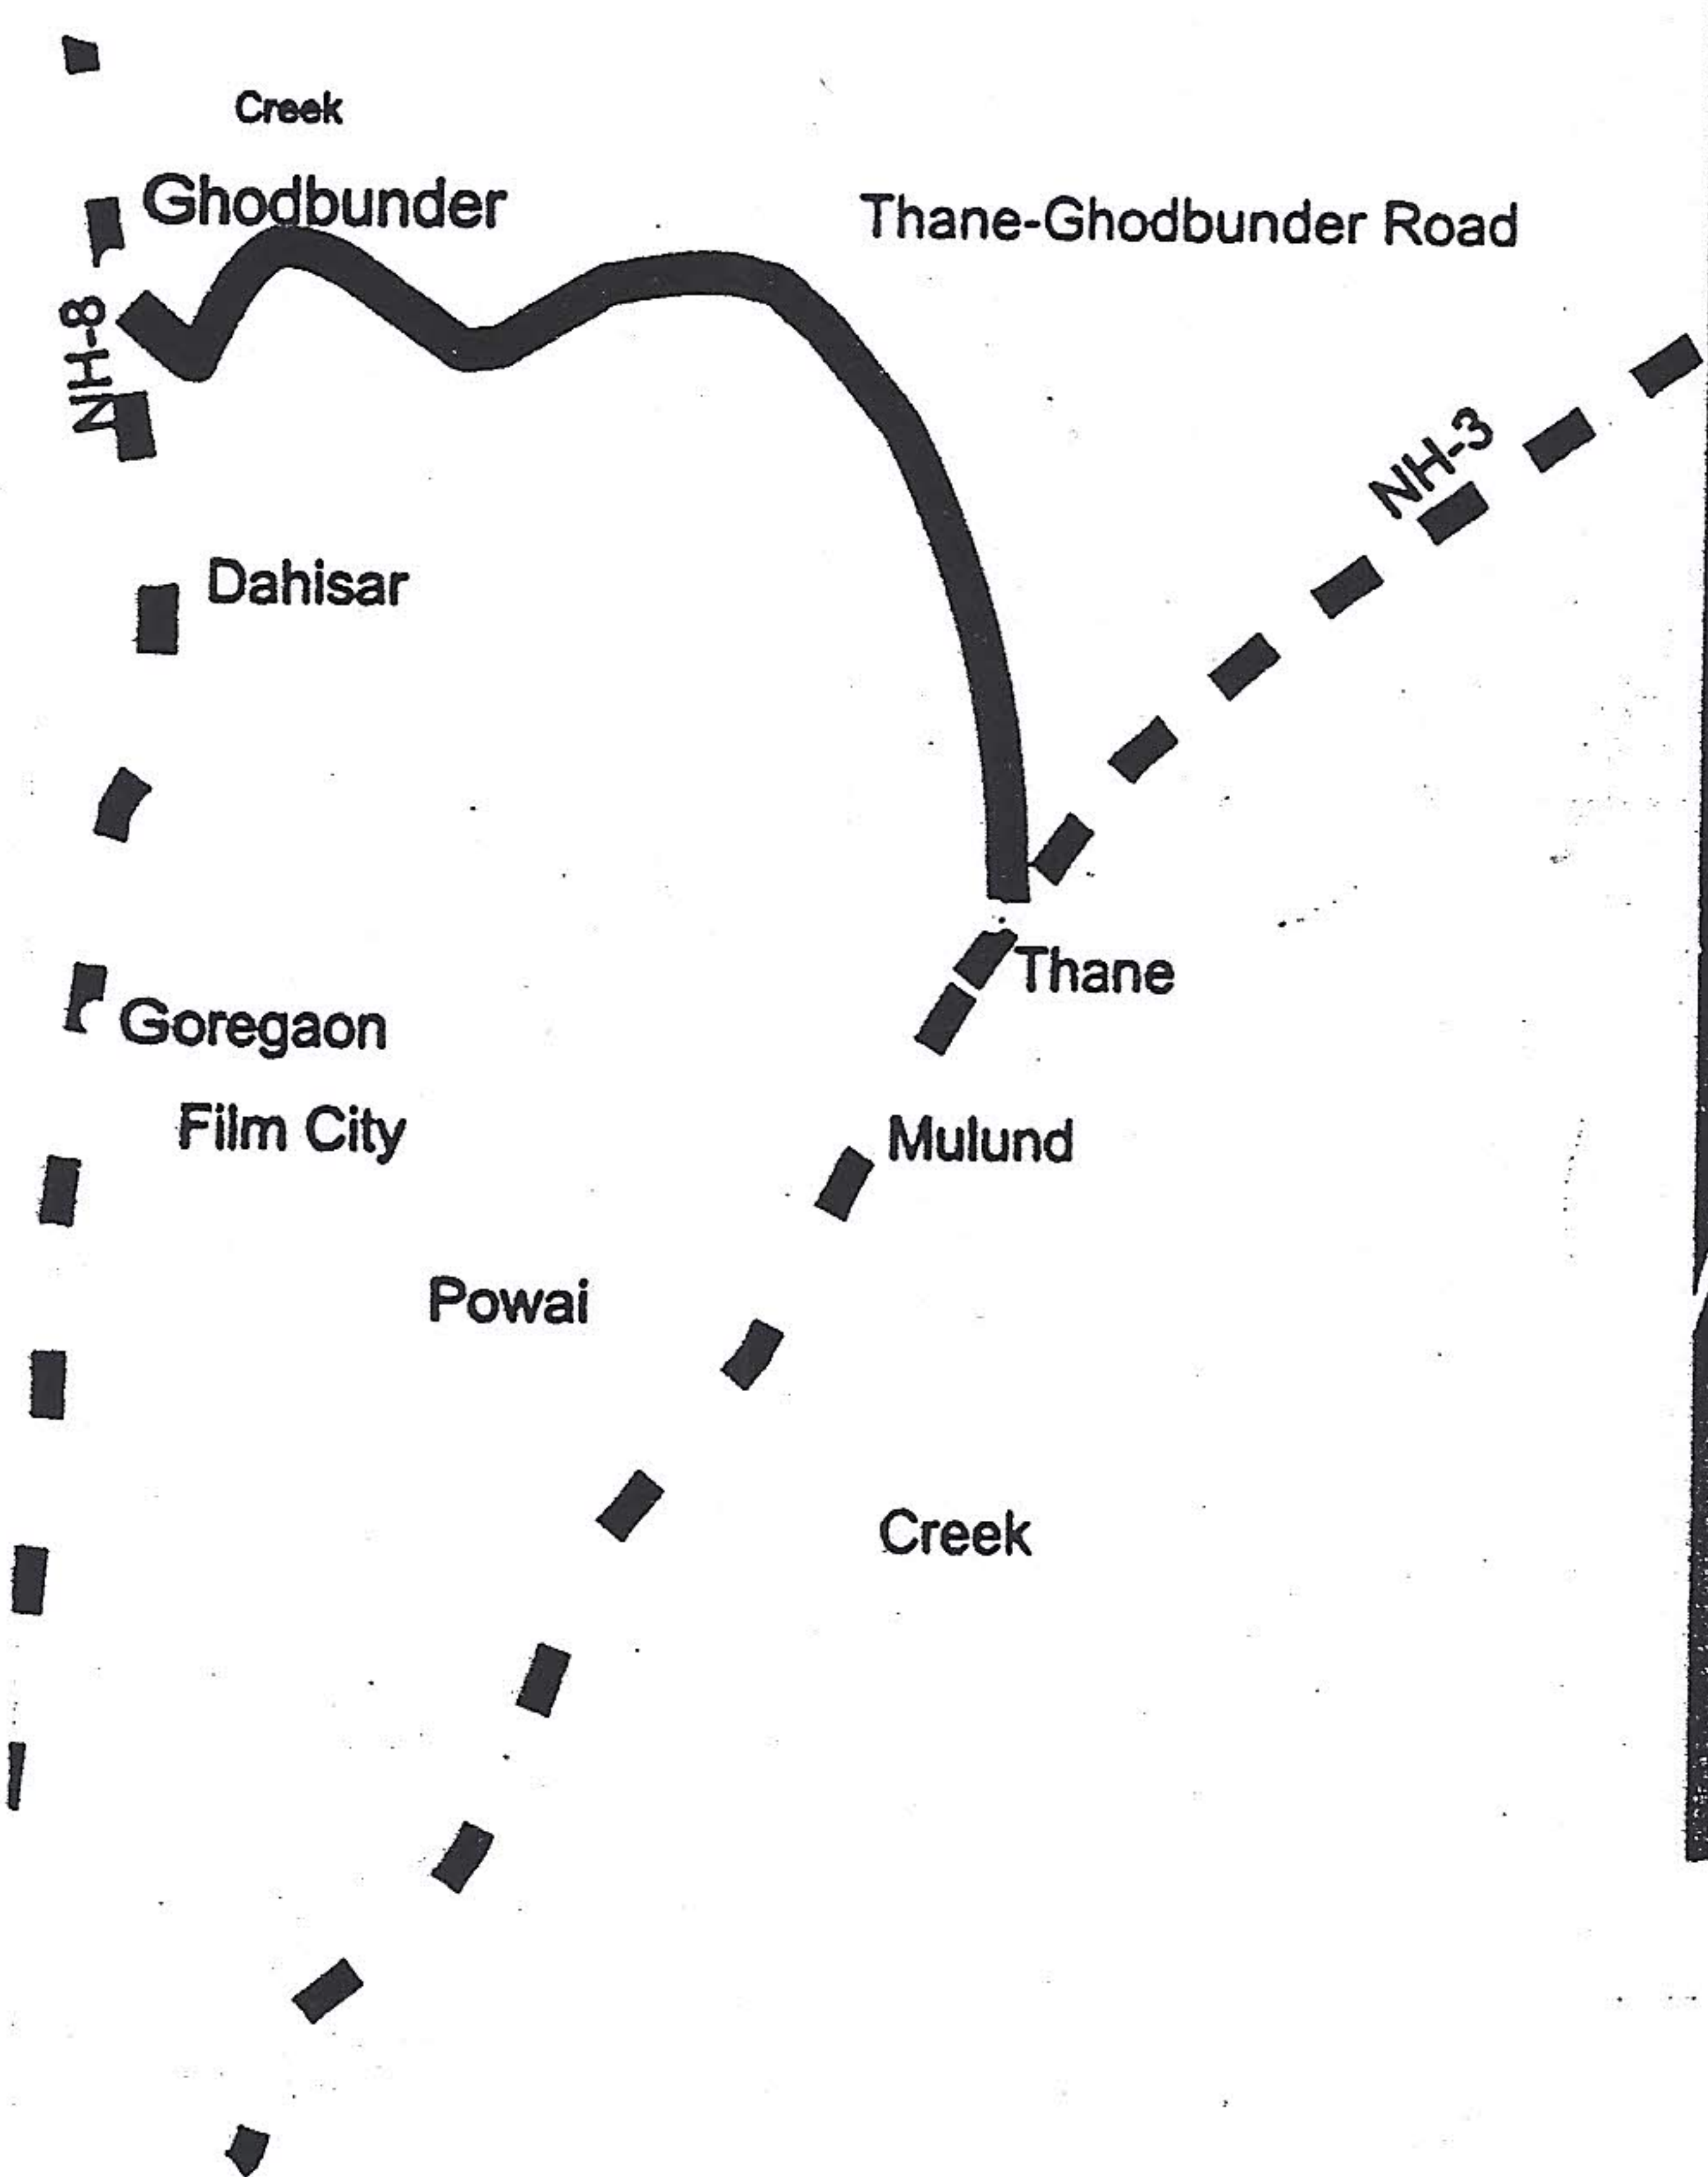 Creek
Ghodbunder
Thane-Ghodbunder Road
NH-8
NH-3
Dahisar
Thane
Goregaon
Film City
Mulund
Powai
Creek